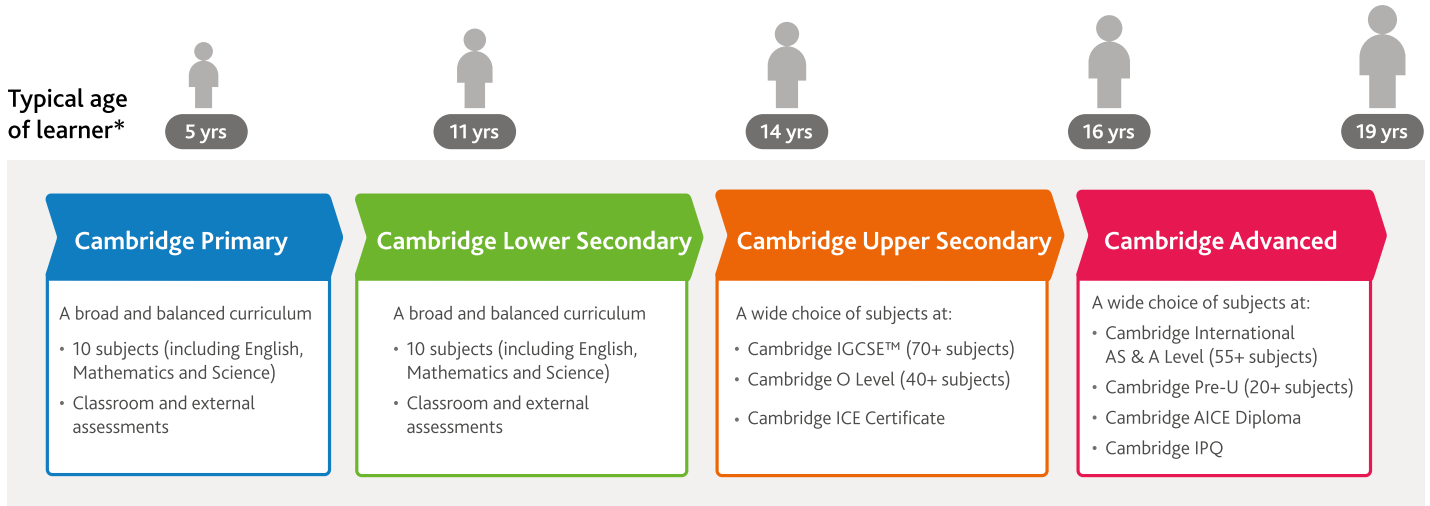 Typical age
of learner*
5 yrs
11 yrs
14 yrs
16 yrs
19 yrs
Cambridge Primary
A broad and balanced curriculum
• 10 subjects (including English,
Mathematics and Science)
• Classroom and external
assessments
Cambridge Lower Secondary
A broad and balanced curriculum
• 10 subjects (including English,
Mathematics and Science)
• Classroom and external
assessments
Cambridge Upper Secondary
A wide choice of subjects at:
• Cambridge IGCSE™ (70+ subjects)
• Cambridge O Level (40+ subjects)
• Cambridge ICE Certificate
Cambridge Advanced
A wide choice of subjects at:
• Cambridge International
AS & A Level (55+ subjects)
• Cambridge Pre-U (20+ subjects)
• Cambridge AICE Diploma
• Cambridge IPQ